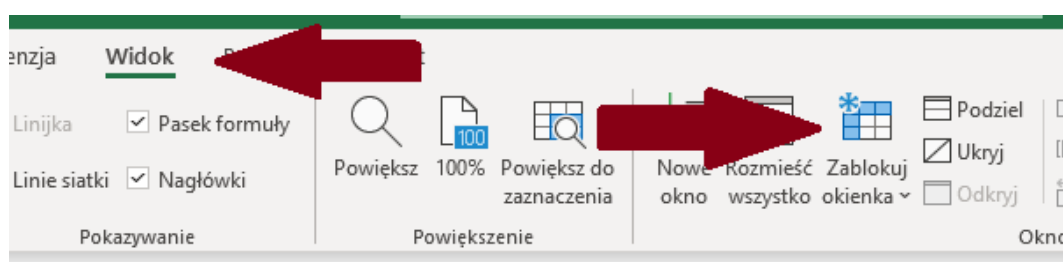 enzja Widok
Linijka Pasek formuły
Linie siatki Nagłówki
Pokazywanie
Powiększ 100% Powiększ do
zaznaczenia
100
Powiększenie
Nowe Rozmieść Zablokuj
okno wszystko okienka
Podziel
Ukryj
Odkryj
Okno